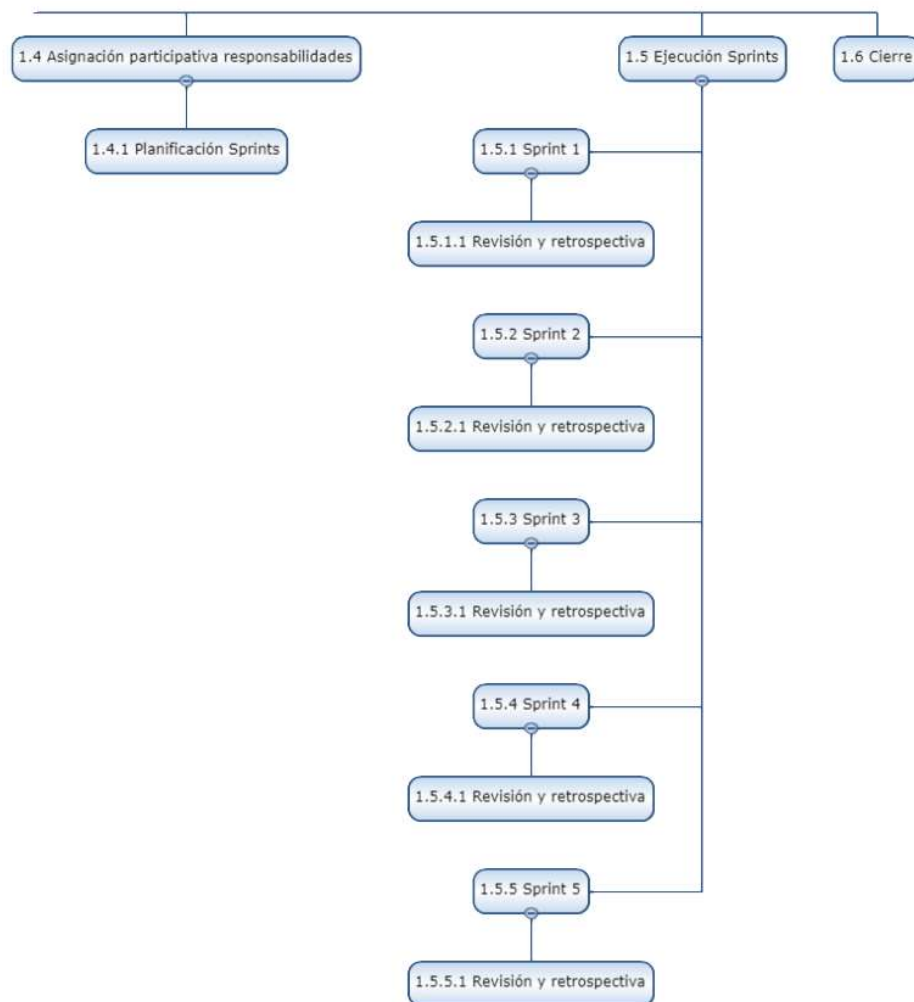 1.4 Asignación participativa responsabilidades
1.5 Ejecución Sprints
1.6 Cierre
1.4.1 Planificación Sprints
1.5.1 Sprint 1
1.5.1.1 Revisión y retrospectiva
1.5.2 Sprint 2
1.5.2.1 Revisión y retrospectiva
1.5.3 Sprint 3
1.5.3.1 Revisión y retrospectiva
1.5.4 Sprint 4
1.5.4.1 Revisión y retrospectiva
1.5.5 Sprint 5
1.5.5.1 Revisión y retrospectiva